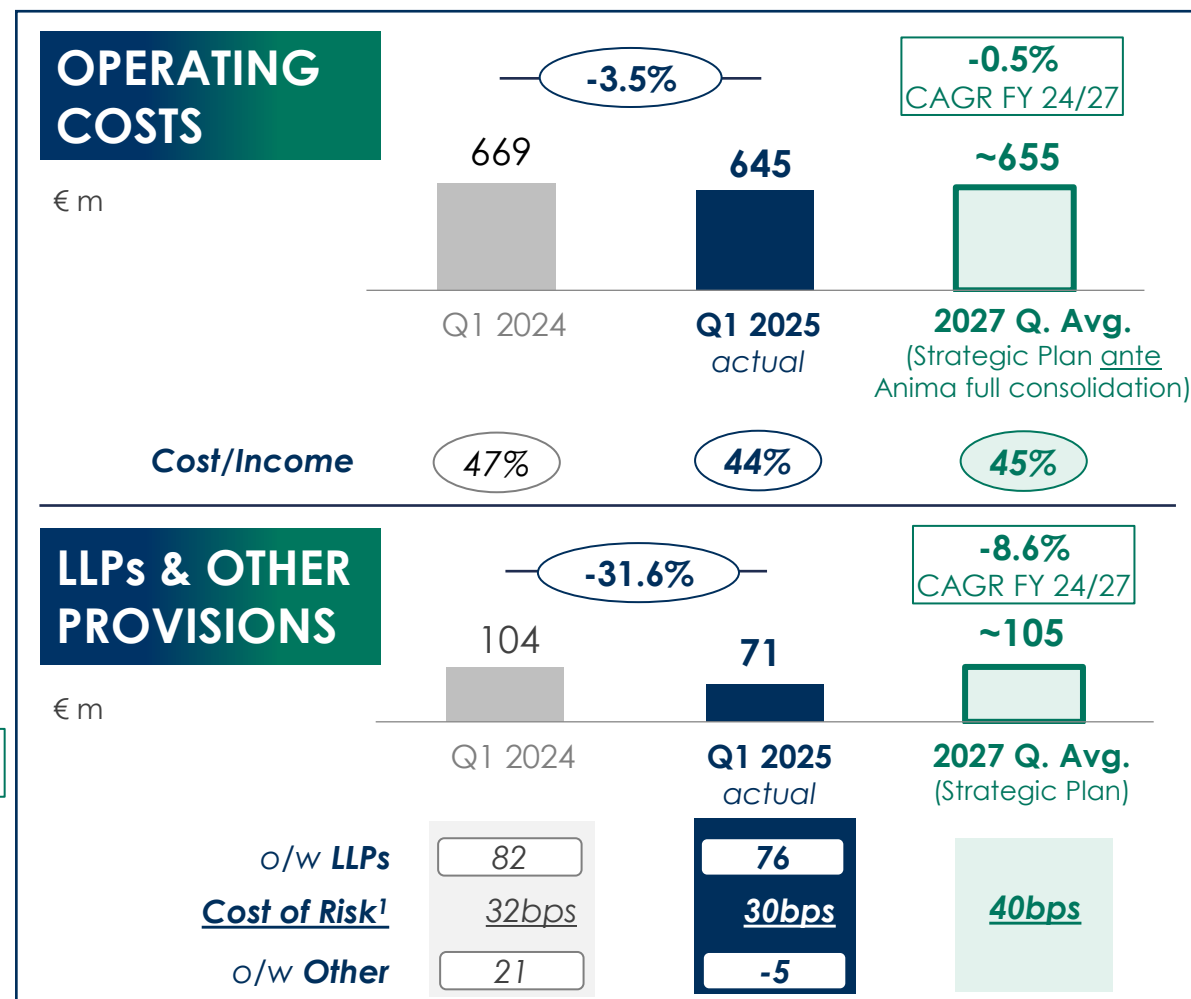 OPERATING
COSTS
€ m
-3.5%
-0.5%
CAGR FY 24/27
669
645
~655
Q1 2024
Q1 2025
actual
2027 Q. Avg.
(Strategic Plan ante
Anima full consolidation)
Cost/Income
47%
44%
45%
LLPs & OTHER
PROVISIONS
€ m
-31.6%
-8.6%
CAGR FY 24/27
104
71
~105
Q1 2024
Q1 2025
actual
2027 Q. Avg.
(Strategic Plan)
o/w LLPs
82
76
Cost of Risk¹
32bps
30bps
40bps
o/w Other
21
-5